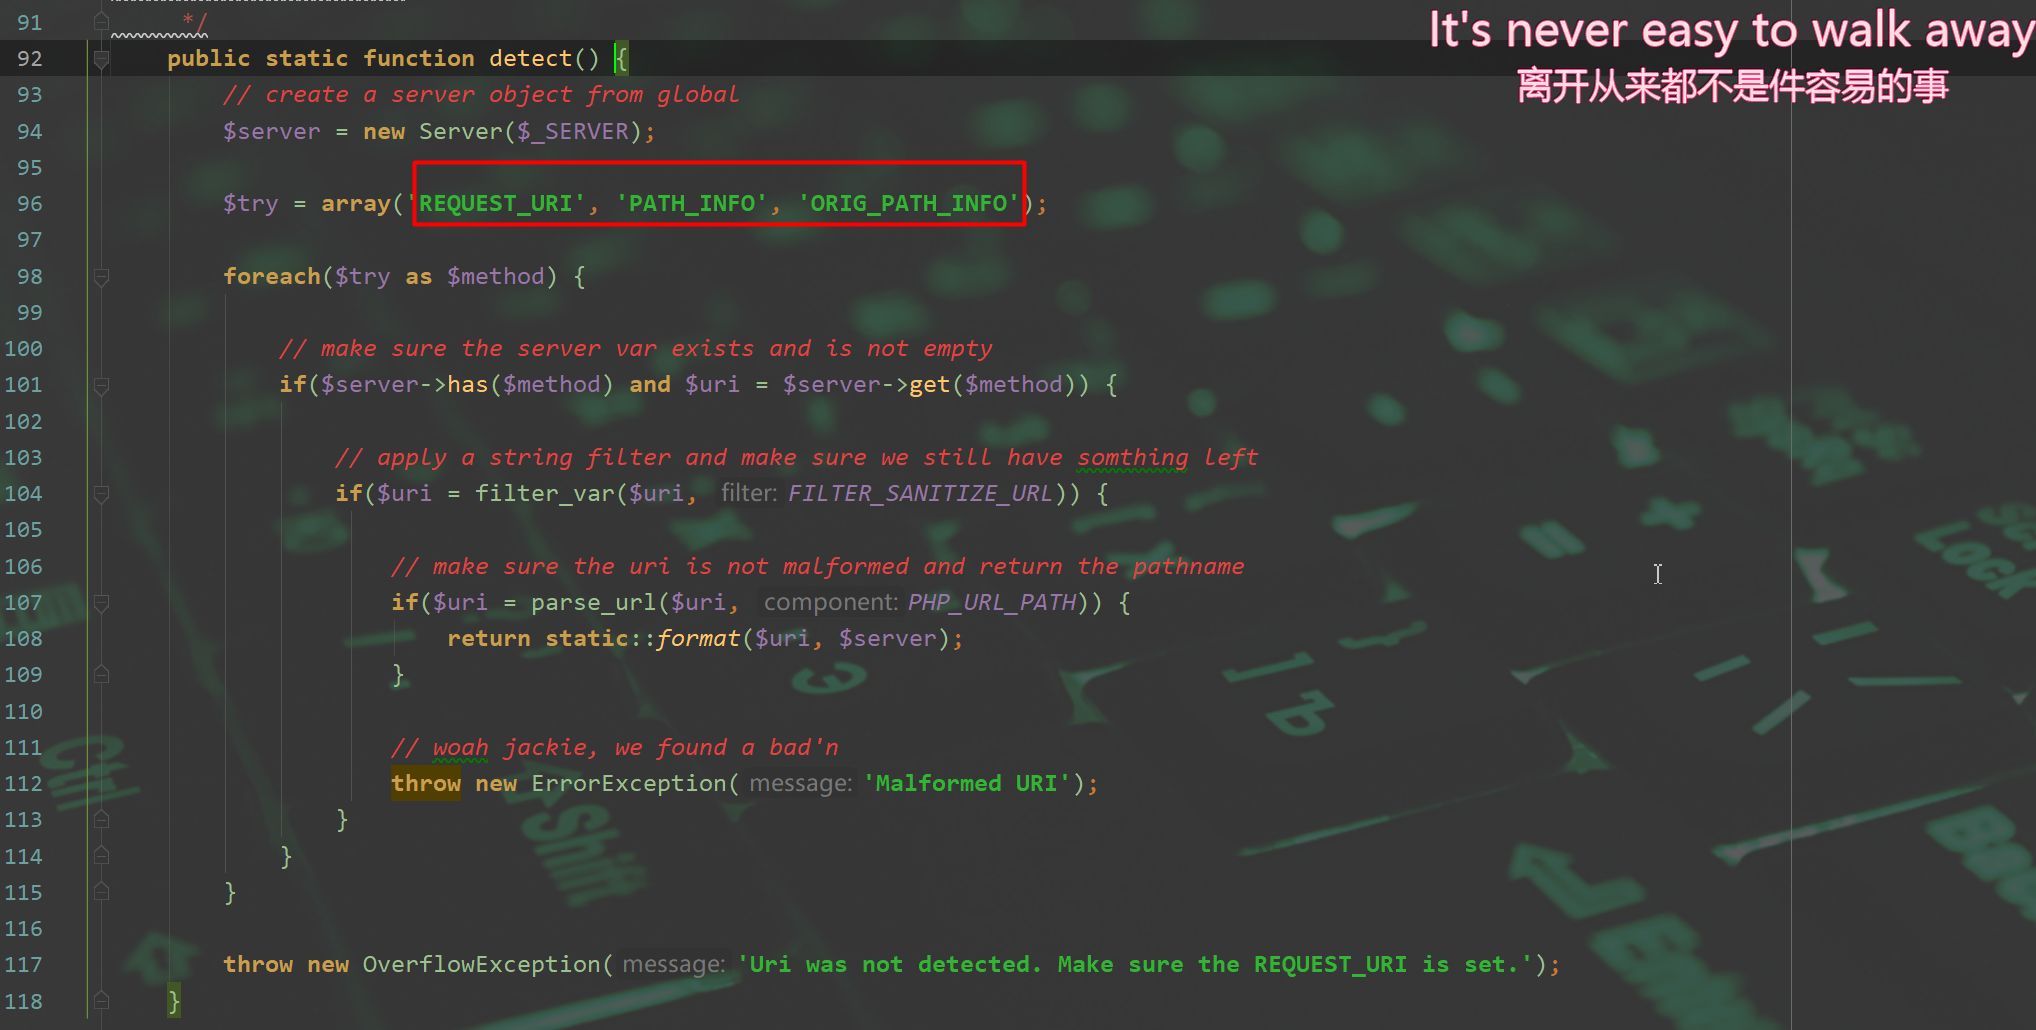 91 */
It's never easy to walk away
离开从来都不是件容易的事
92 public static function detect() {
93 // create a server object from global
94 $server = new Server($_SERVER);
95
96 $try = array('REQUEST_URI', 'PATH_INFO', 'ORIG_PATH_INFO');
97
98 foreach($try as $method) {
99
100 // make sure the server var exists and is not empty
101 if($server->has($method) and $uri = $server->get($method)) {
102
103 // apply a string filter and make sure we still have somthing left
104 if($uri = filter_var($uri, filter: FILTER_SANITIZE_URL)) {
105
106 // make sure the uri is not malformed and return the pathname
107 if($uri = parse_url($uri, component: PHP_URL_PATH)) {
108 return static::format($uri, $server);
109 }
110
111 // woah jackie, we found a bad'n
112 throw new ErrorException( message: 'Malformed URI');
113 }
114 }
115 }
116
117 throw new OverflowException( message: 'Uri was not detected. Make sure the REQUEST_URI is set.');
118 }